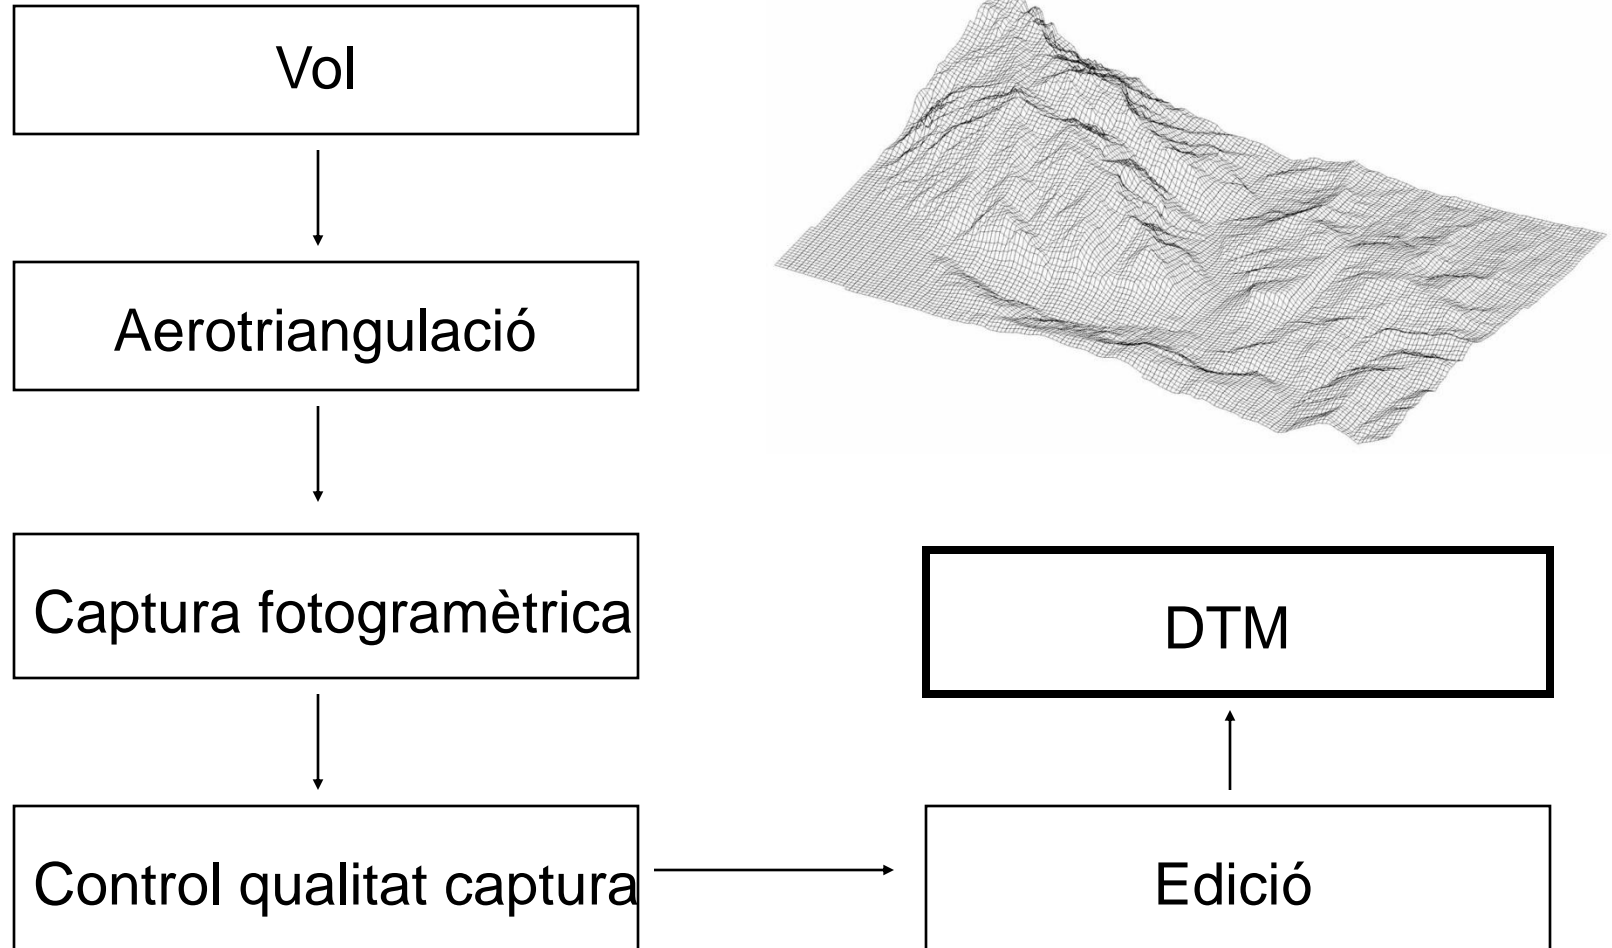 Vol
Aerotriangulació
Captura fotogramètrica
Control qualitat captura
Edició
DTM